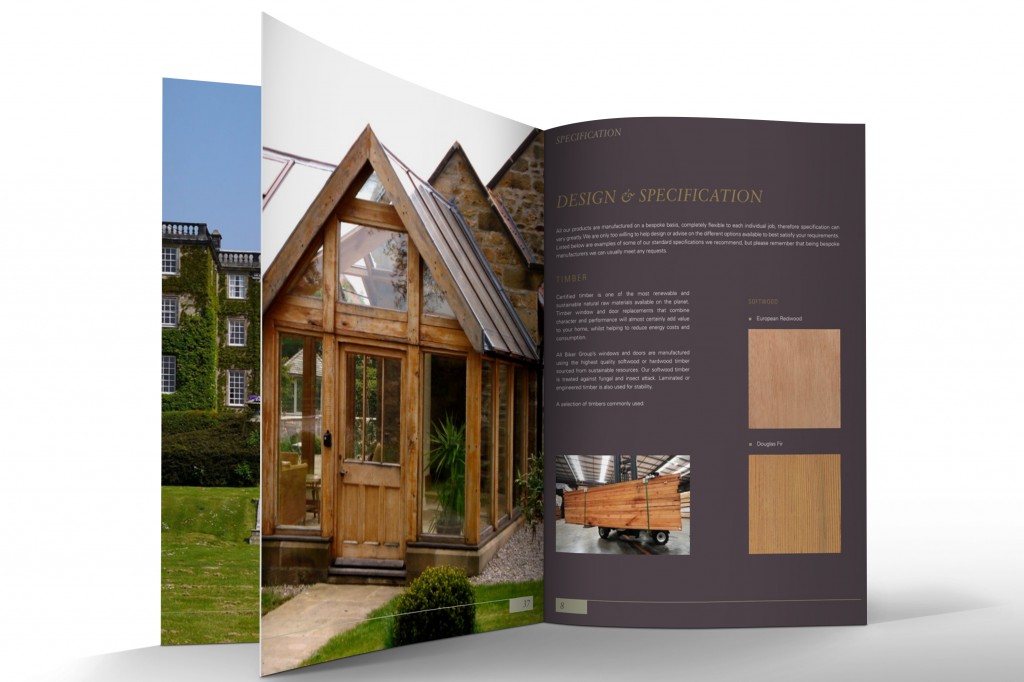 SPECIFICATION
DESIGN & SPECIFICATION
All our products are manufactured on a bespoke basis, completely flexible to each individual job, therefore specification can
vary greatly. We are only too willing to help design or advise on the different options available to best satisfy your requirements.
Listed below are examples of some of our standard specifications we recommend, but please remember that being bespoke
manufacturers we can usually meet any requests.
TIMBER
Certified timber is one of the most renewable and
sustainable natural raw materials available on the planet.
Timber window and door replacements that combine
character and performance will almost certainly add value
to your home, whilst helping to reduce energy costs and
consumption.
All Biker Group's windows and doors are manufactured
using the highest quality softwood or hardwood timber
sourced from sustainable resources. Our softwood timber
is treated against fungal and insect attack. Laminated or
engineered timber is also used for stability.
A selection of timbers commonly used:
SOFTWOOD
European Redwood
Douglas Fir
37
8